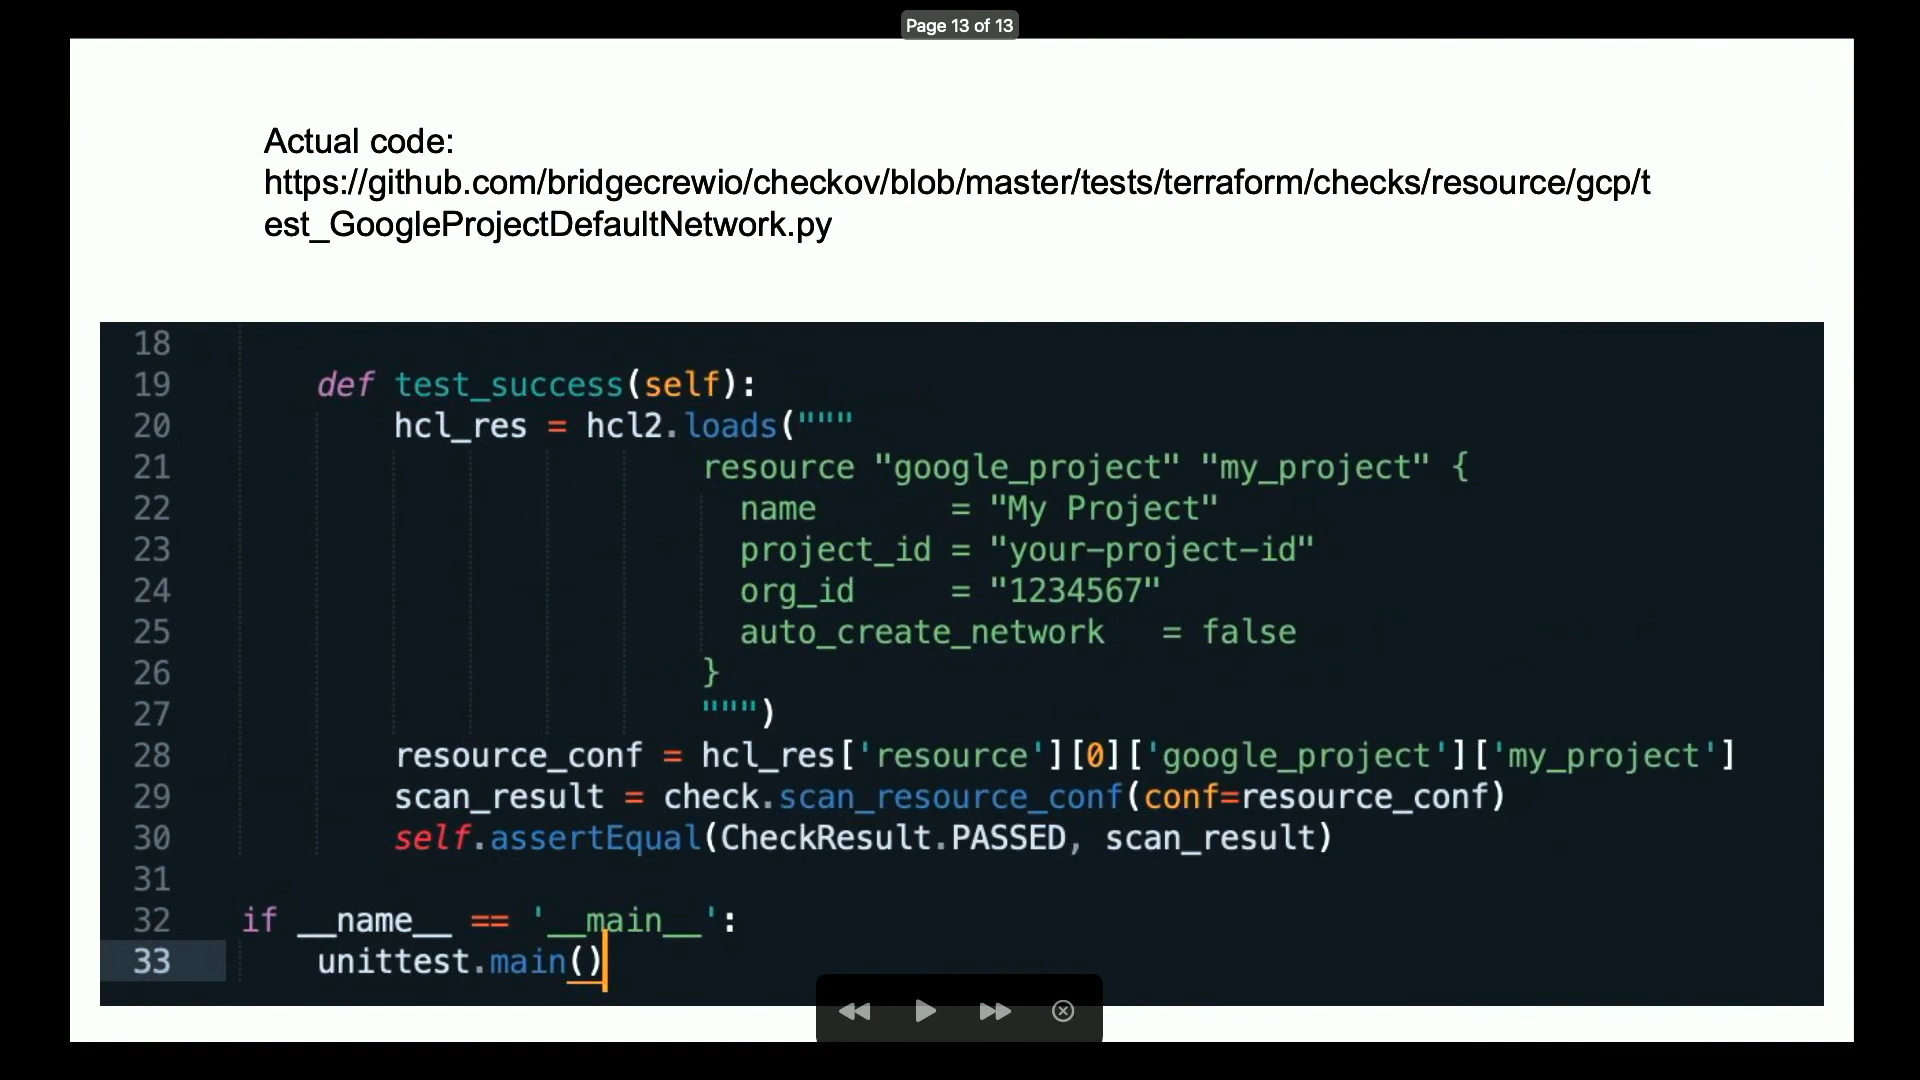 Page 13 of 13
Actual code:
https://github.com/bridgecrewio/checkov/blob/master/tests/terraform/checks/resource/gcp/t
est_GoogleProjectDefaultNetwork.py
18
19 def test_success(self):
20 hcl_res = hcl2.loads("""
21 resource "google_project" "my_project" {
22 name = "My Project"
23 project_id = "your-project-id"
24 org_id = "1234567"
25 auto_create_network = false
26 }
27 """)
28 resource_conf = hcl_res['resource'][0]['google_project']['my_project']
29 scan_result = check.scan_resource_conf(conf=resource_conf)
30 self.assertEqual(CheckResult.PASSED, scan_result)
31
32 if __name__ == '__main__':
33 unittest.main()